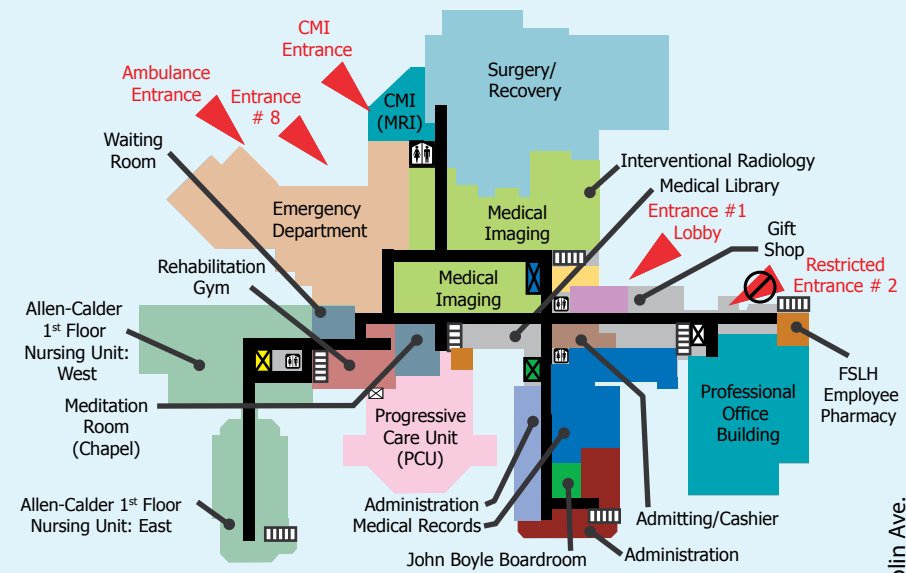 CMI
Entrance
Surgery/
Recovery
Ambulance
Entrance
Entrance
# 8
CMI
(MRI)
Waiting
Room
Interventional Radiology
Medical Library
Emergency
Department
Medical
Imaging
Entrance #1
Lobby
Gift
Shop
Rehabilitation
Gym
Medical
Imaging
Restricted
Entrance # 2
Allen-Calder
1st Floor
Nursing Unit:
West
Meditation
Room
(Chapel)
Progressive
Care Unit
(PCU)
Professional
Office
Building
FSLH
Employee
Pharmacy
Allen-Calder 1st Floor
Nursing Unit: East
Administration
Medical Records
Admitting/Cashier
John Boyle Boardroom
Administration
plin Ave.